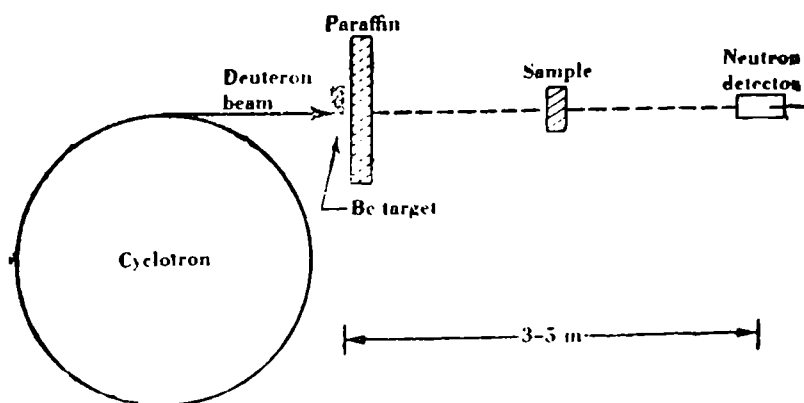 Paraffin
Deuteron
beam
Sample
Neutron
detector
Be target
Cyclotron
3-5 m